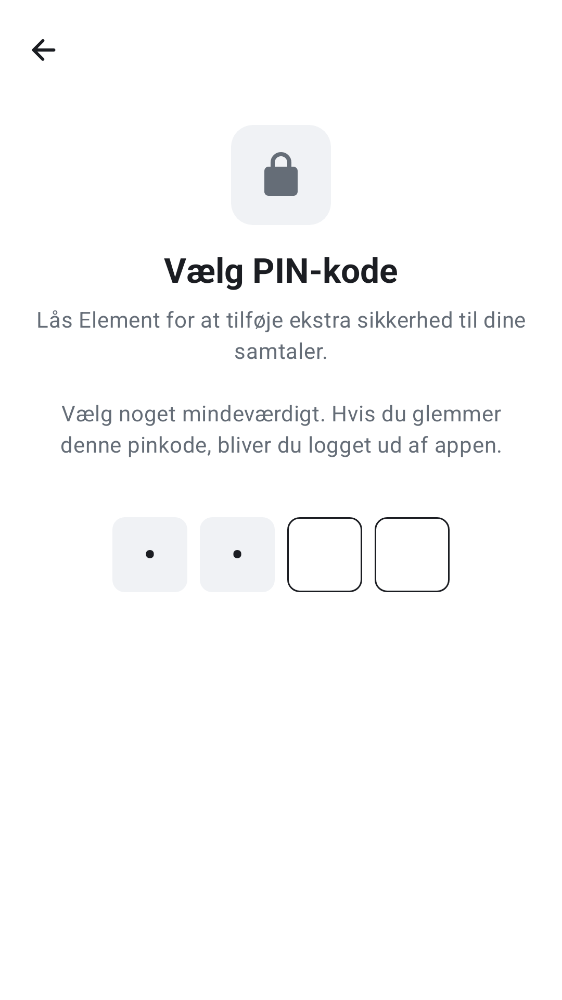 Vælg PIN-kode
Lås Element for at tilføje ekstra sikkerhed til dine
samtaler.
Vælg noget mindeværdigt. Hvis du glemmer
denne pinkode, bliver du logget ud af appen.